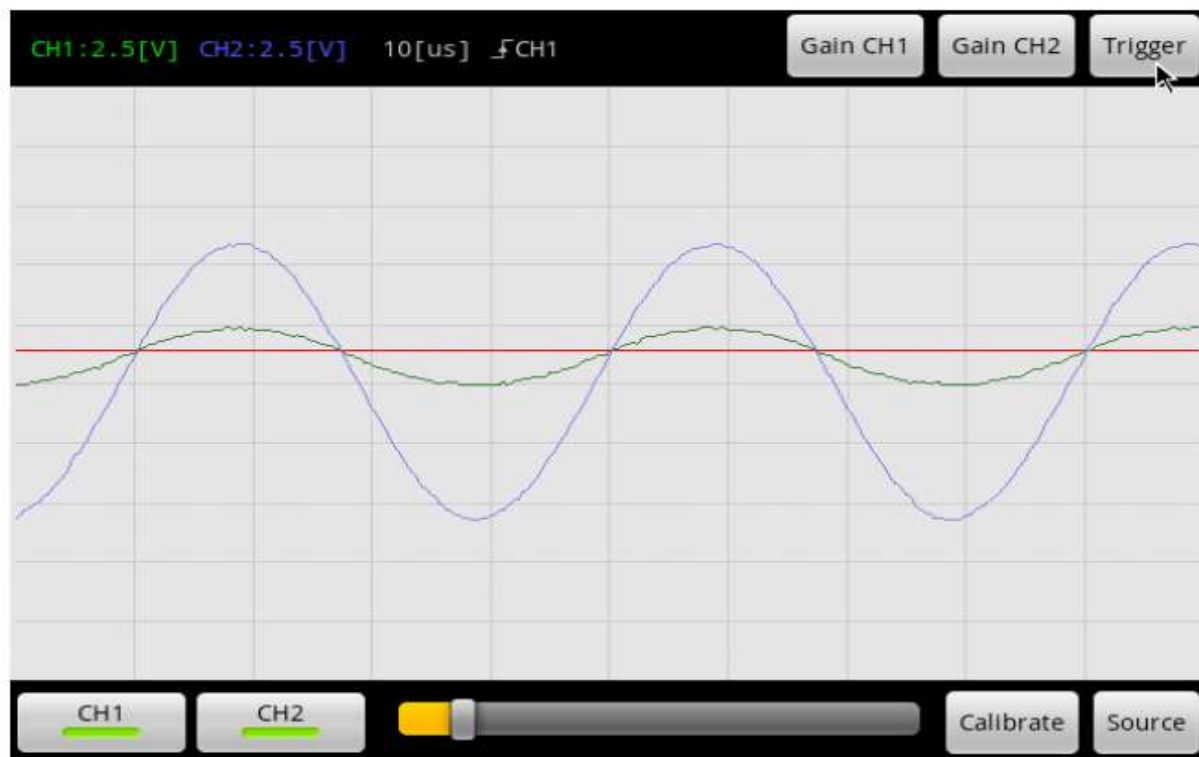 CH1:2.5[V] CH2:2.5[V] 10[us] CH1 Gain CH1 Gain CH2 Trigger
CH1 CH2 Calibrate Source